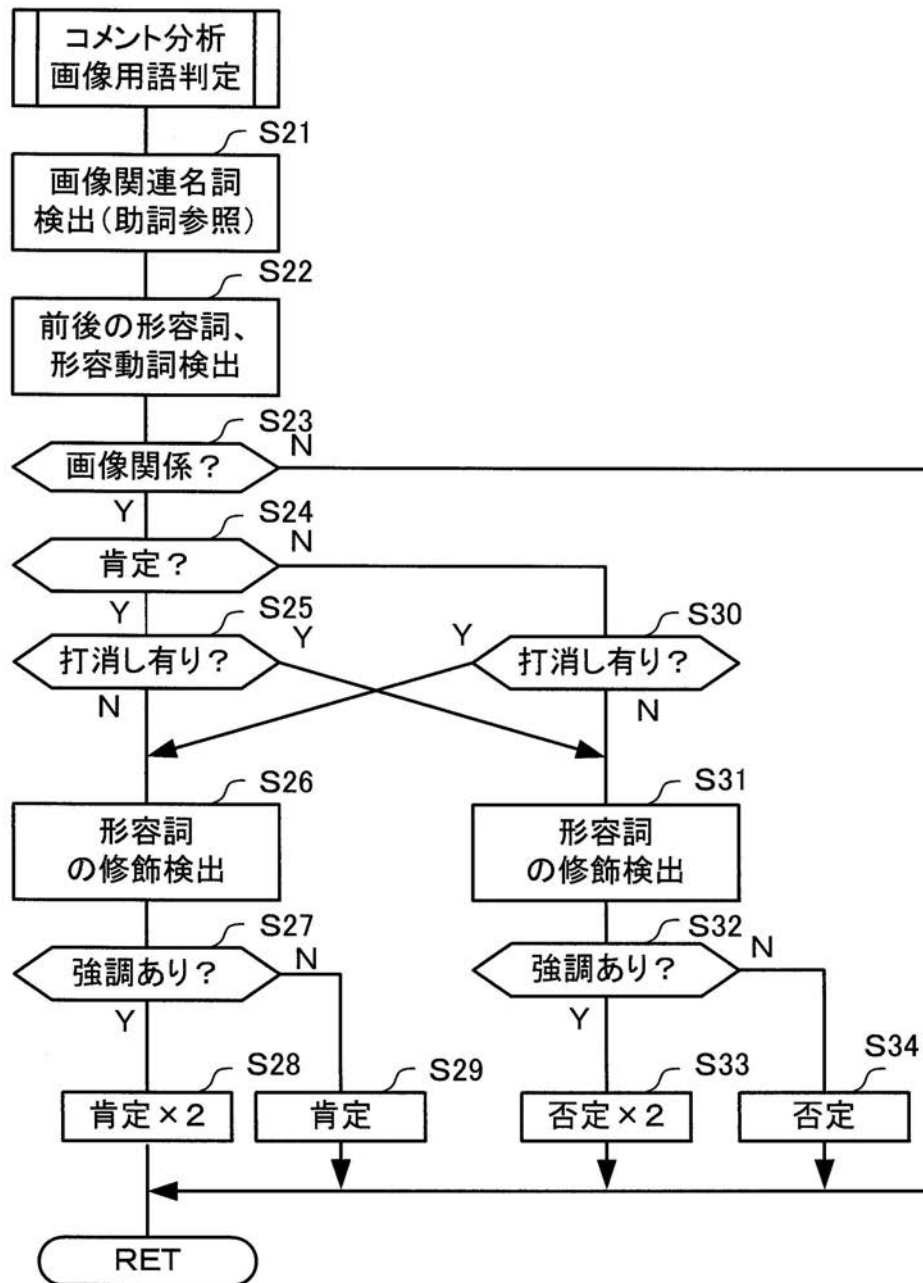 コメント分析
画像用語判定
S21
画像関連名詞
検出(助詞参照)
S22
前後の形容詞、
形容動詞検出
S23
画像関係?
N
Y
S24
肯定?
N
Y
S25
打消し有り?
Y
N
S30
打消し有り?
Y
N
S26
形容詞
の修飾検出
S31
形容詞
の修飾検出
S27
強調あり?
N
Y
S32
強調あり?
N
Y
S28
肯定×2
S29
肯定
S33
否定×2
S34
否定
RET